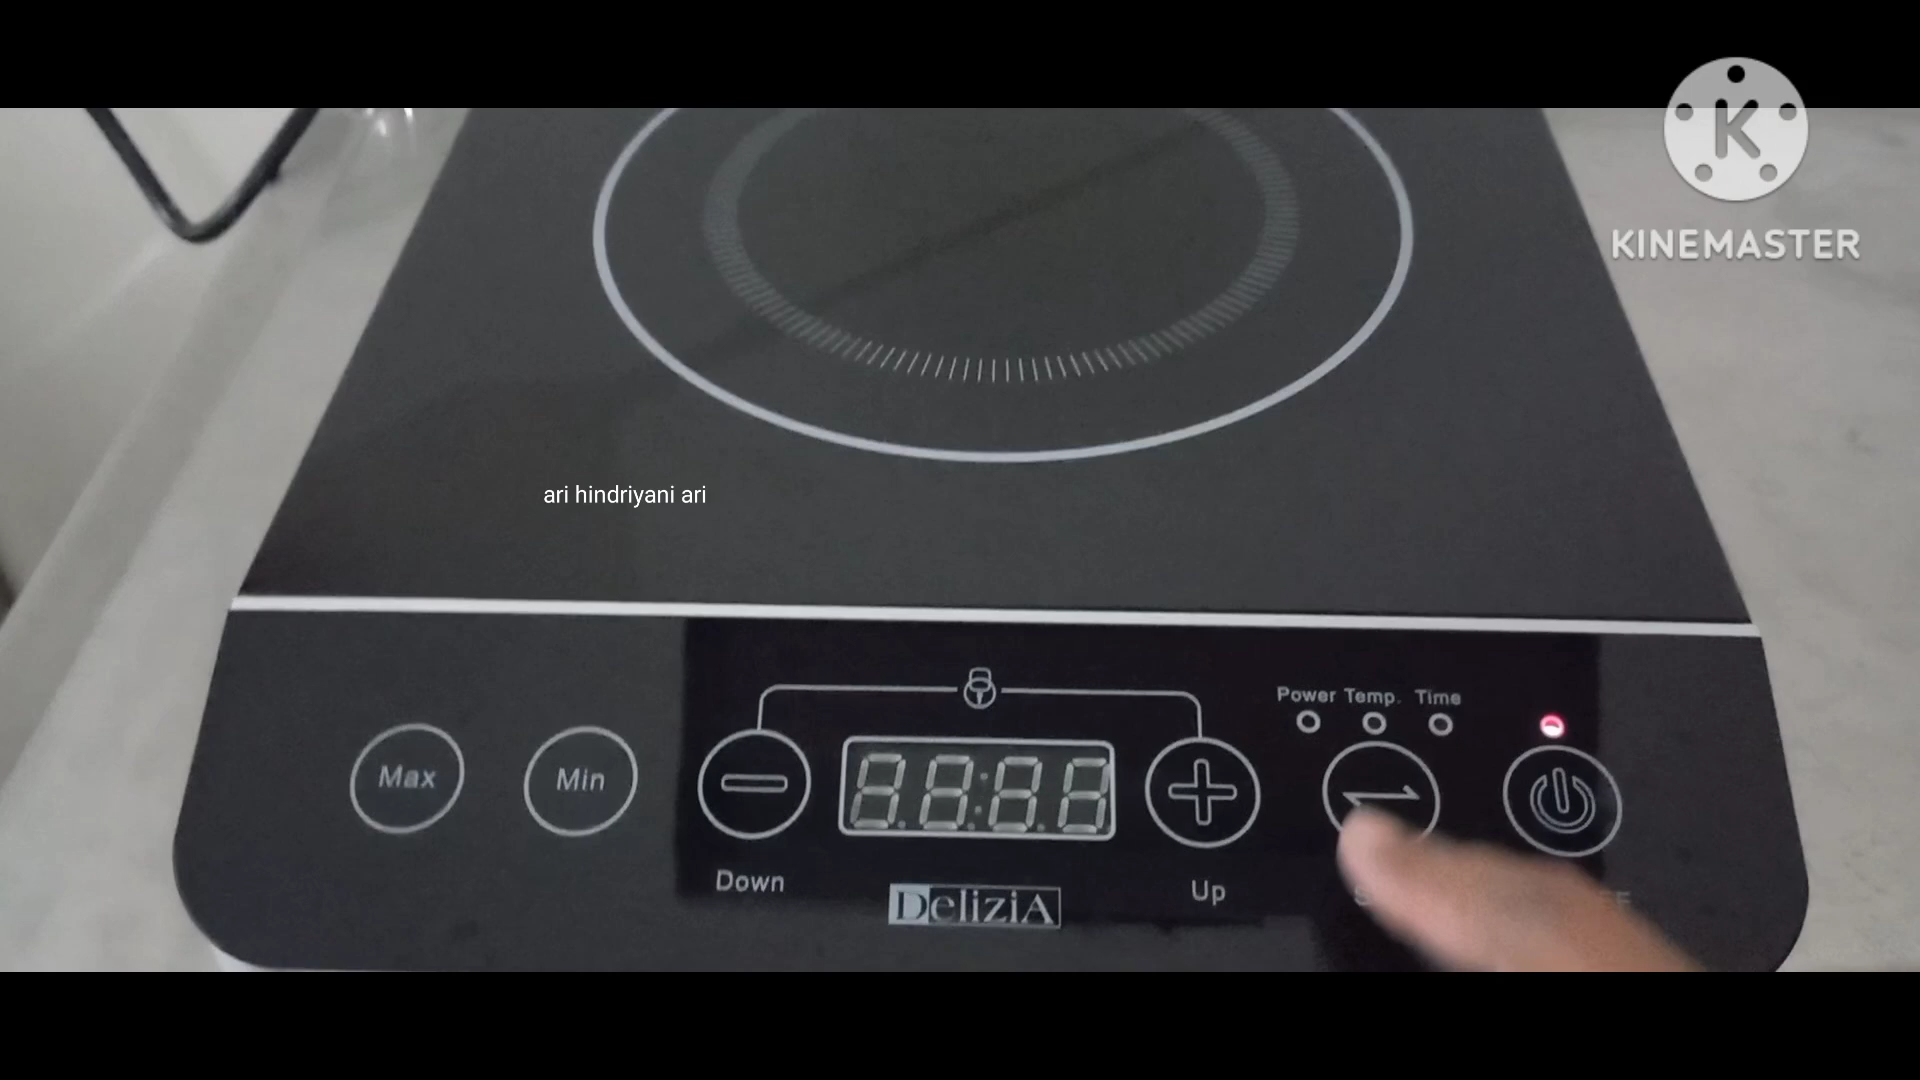 KINEMASTER
ari hindriyani ari
Power Temp. Time
Max
Min
Down
Up
DeliziA